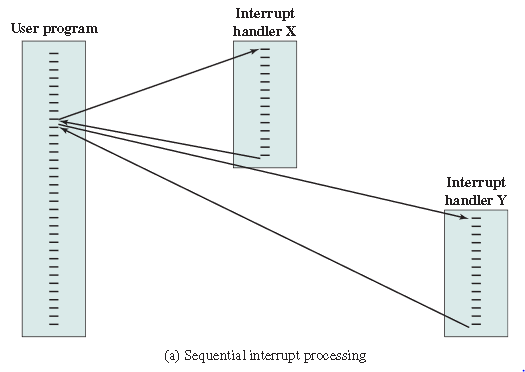 User program
Interrupt
handler X
Interrupt
handler Y
(a) Sequential interrupt processing